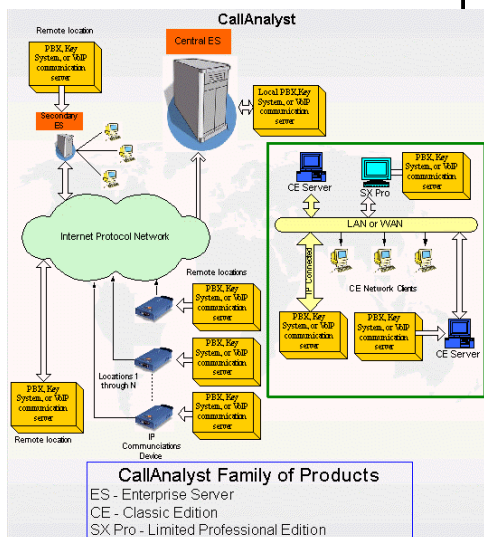 CallAnalyst
Remote location
PBX, Key
System, or VoIP
communication
server
Central ES
Secondary
ES
Local PBX, Key
System, or VoIP
communication
server
CE Server
SX Pro
PBX, Key
System, or VoIP
communication
server
LAN or WAN
Internet Protocol Network
IP Connected
CE Network Clients
PBX, Key
System, or VoIP
communication
server
PBX, Key
System, or VoIP
communication
server
CE Server
Remote locations
PBX, Key
System, or VoIP
communication
server
PBX, Key
System, or VoIP
communication
server
PBX, Key
System, or VoIP
communication
server
Locations 1
through N
IP
Communciations
Device
PBX, Key
System, or VoIP
communication
server
Remote location
CallAnalyst Family of Products
ES - Enterprise Server
CE - Classic Edition
SX Pro - Limited Professional Edition